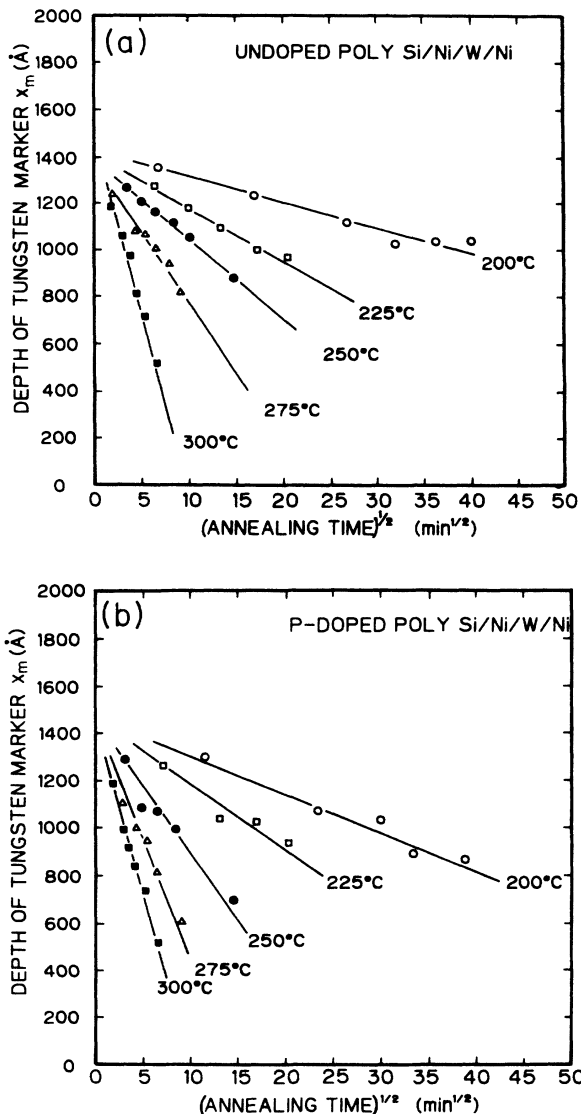 (a)
UNDOPED POLY Si/Ni/W/Ni
DEPTH OF TUNGSTEN MARKER xm (Å)
2000
1800
1600
1400
1200
1000
800
600
400
200
0
200°C
225°C
250°C
275°C
300°C
0 5 10 15 20 25 30 35 40 45 50
(ANNEALING TIME)^1/2 (min^1/2)
(b)
P-DOPED POLY Si/Ni/W/Ni
DEPTH OF TUNGSTEN MARKER xm (Å)
2000
1800
1600
1400
1200
1000
800
600
400
200
0
200°C
225°C
250°C
275°C
300°C
0 5 10 15 20 25 30 35 40 45 50
(ANNEALING TIME)^1/2 (min^1/2)